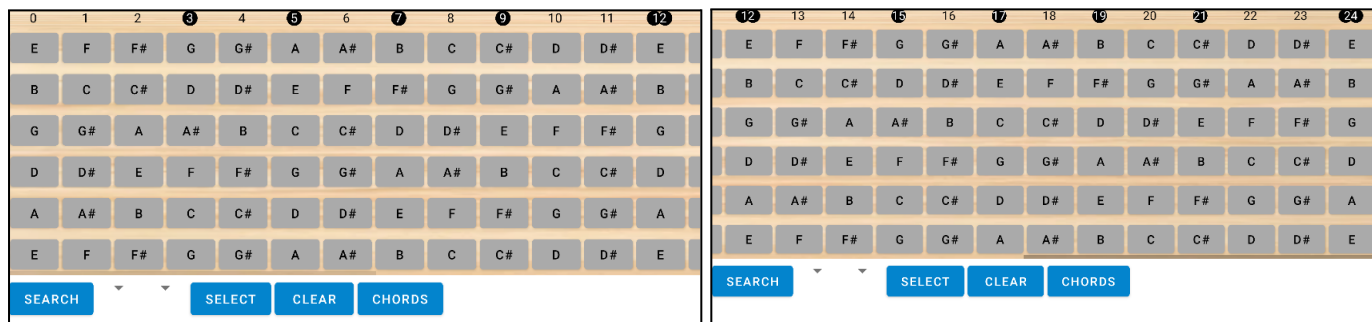 0 1 2 3 4 5 6 7 8 9 10 11 12
E F F# G G# A A# B C C# D D# E
B C C# D D# E F F# G G# A A# B
G G# A A# B C C# D D# E F F# G
D D# E F F# G G# A A# B C C# D
A A# B C C# D D# E F F# G G# A
E F F# G G# A A# B C C# D D# E
SEARCH SELECT CLEAR CHORDS
12 13 14 15 16 17 18 19 20 21 22 23 24
E F F# G G# A A# B C C# D D# E
B C C# D D# E F F# G G# A A# B
G G# A A# B C C# D D# E F F# G
D D# E F F# G G# A A# B C C# D
A A# B C C# D D# E F F# G G# A
E F F# G G# A A# B C C# D D# E
SEARCH SELECT CLEAR CHORDS